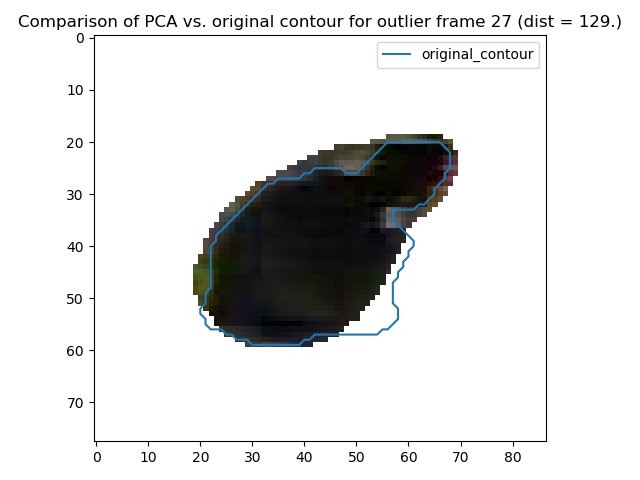 Comparison of PCA vs. original contour for outlier frame 27 (dist = 129.)
original_contour
0
10
20
30
40
50
60
70
0 10 20 30 40 50 60 70 80